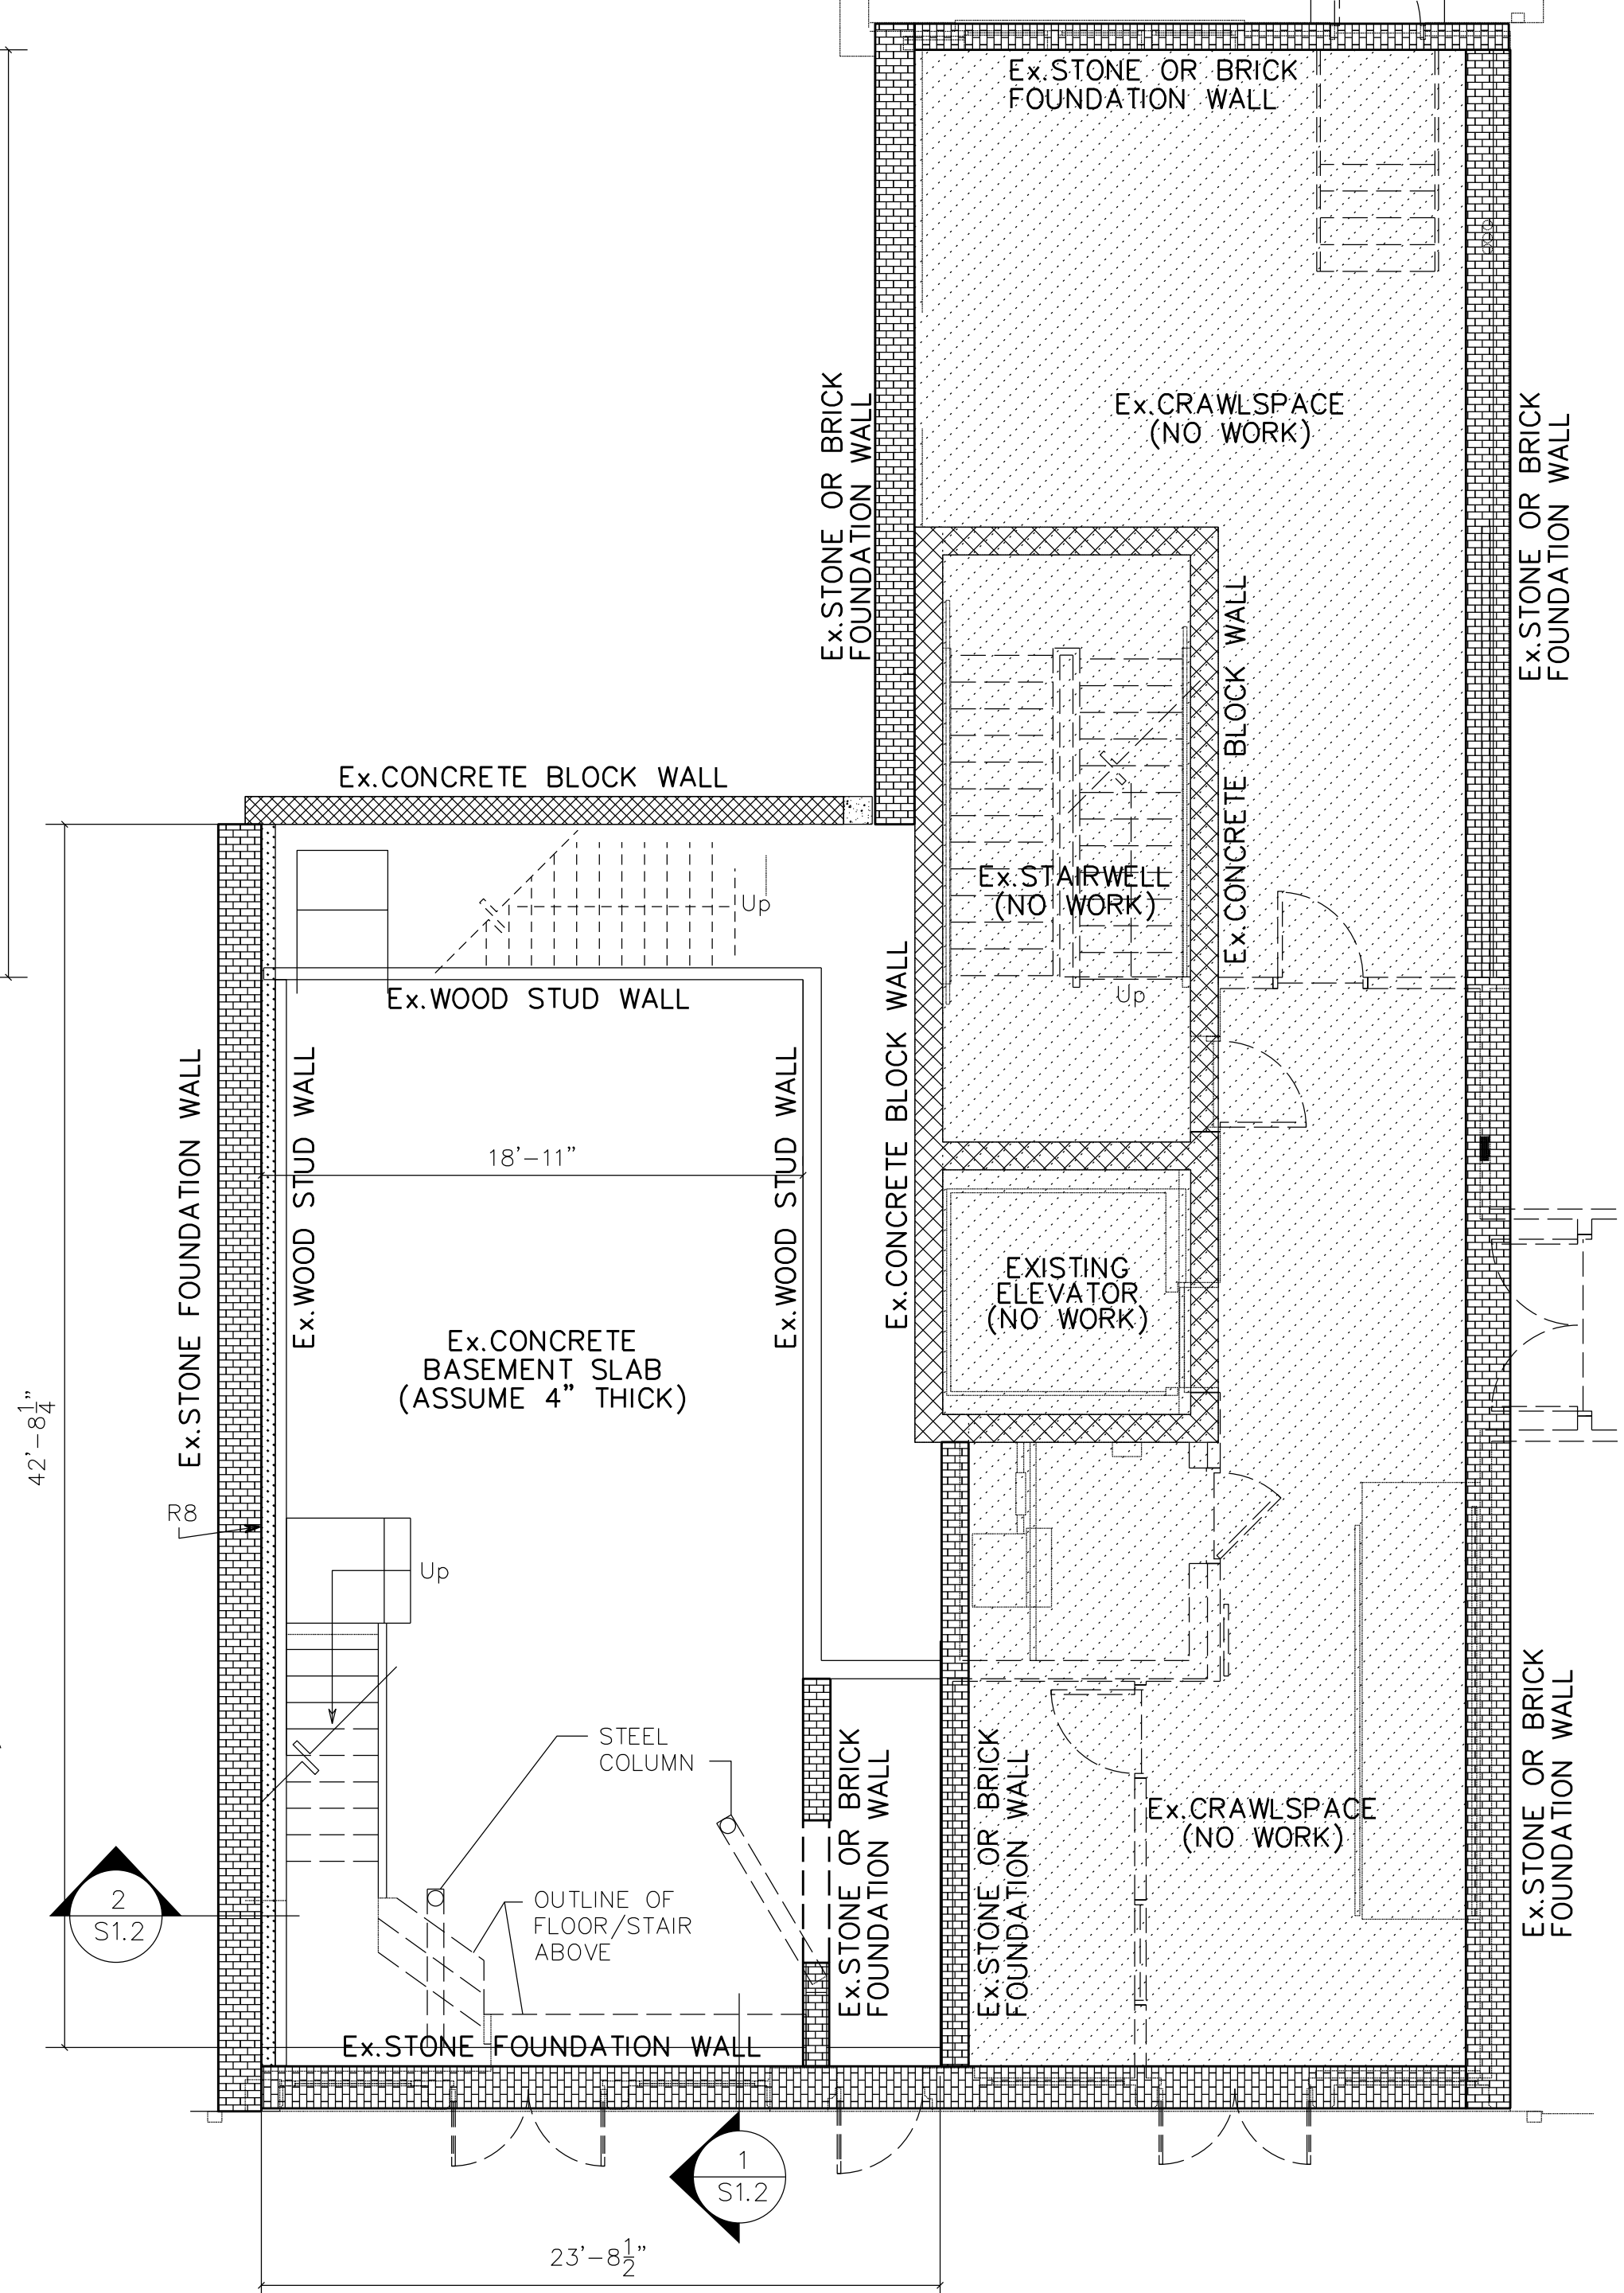 Ex.STONE OR BRICK
FOUNDATION WALL
Ex.CRAWLSPACE
(NO WORK)
Ex.STONE OR BRICK
FOUNDATION WALL
Ex.STONE OR BRICK
FOUNDATION WALL
Ex.CONCRETE BLOCK WALL
Ex.CONCRETE BLOCK WALL
Ex.STAIRWELL
(NO WORK)
Up
Up
Ex.WOOD STUD WALL
Ex.CONCRETE BLOCK WALL
Ex.STONE FOUNDATION WALL
Ex.WOOD STUD WALL
Ex.WOOD STUD WALL
18'-11"
EXISTING
ELEVATOR
(NO WORK)
Ex.CONCRETE
BASEMENT SLAB
(ASSUME 4" THICK)
42'-8 1/4"
R8
Up
STEEL
COLUMN
Ex.STONE OR BRICK
FOUNDATION WALL
Ex.STONE OR BRICK
FOUNDATION WALL
Ex.CRAWLSPACE
(NO WORK)
Ex.STONE OR BRICK
FOUNDATION WALL
2
S1.2
OUTLINE OF
FLOOR/STAIR
ABOVE
Ex.STONE FOUNDATION WALL
1
S1.2
23'-8 1/2"